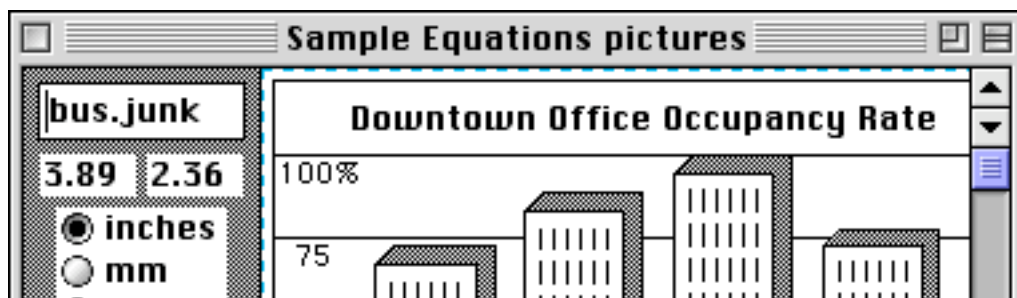 Sample Equations pictures
bus.junk
3.89 2.36
inches
mm
Downtown Office Occupancy Rate
100%
75